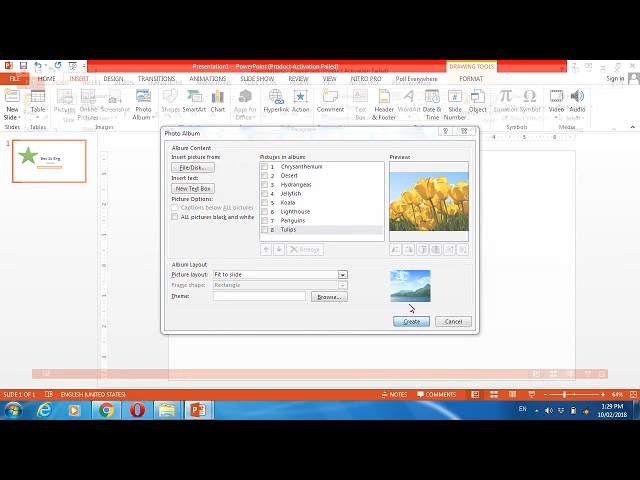 Presentation1 - PowerPoint (Product Activation Failed)
DRAWING TOOLS
FILE HOME INSERT DESIGN TRANSITIONS ANIMATIONS SLIDE SHOW REVIEW VIEW NITRO PRO Poll Everywhere FORMAT Sign in
New Slide Table Pictures Online Pictures Screenshot Photo Album Shapes SmartArt Chart Apps for Office Hyperlink Action Comment Text Box Header & Footer WordArt Date & Time Slide Number Object Equation Symbol Video Audio
Slides Tables Images Symbols Media
1
Bac Sc Eng
Photo Album
Album Content
Insert picture from:
File/Disk...
Insert text:
New Text Box
Picture Options:
Captions below ALL pictures
All pictures black and white
Pictures in album:
1 Chrysanthemum
2 Desert
3 Hydrangeas
4 Jellyfish
5 Koala
6 Lighthouse
7 Penguins
8 Tulips
Remove
Preview:
Album Layout
Picture layout: Fit to slide
Frame shape: Rectangle
Theme:
Browse...
Create Cancel
SLIDE 1 OF 1 ENGLISH (UNITED STATES) NOTES COMMENTS 64%
EN
1:29 PM
10/02/2018